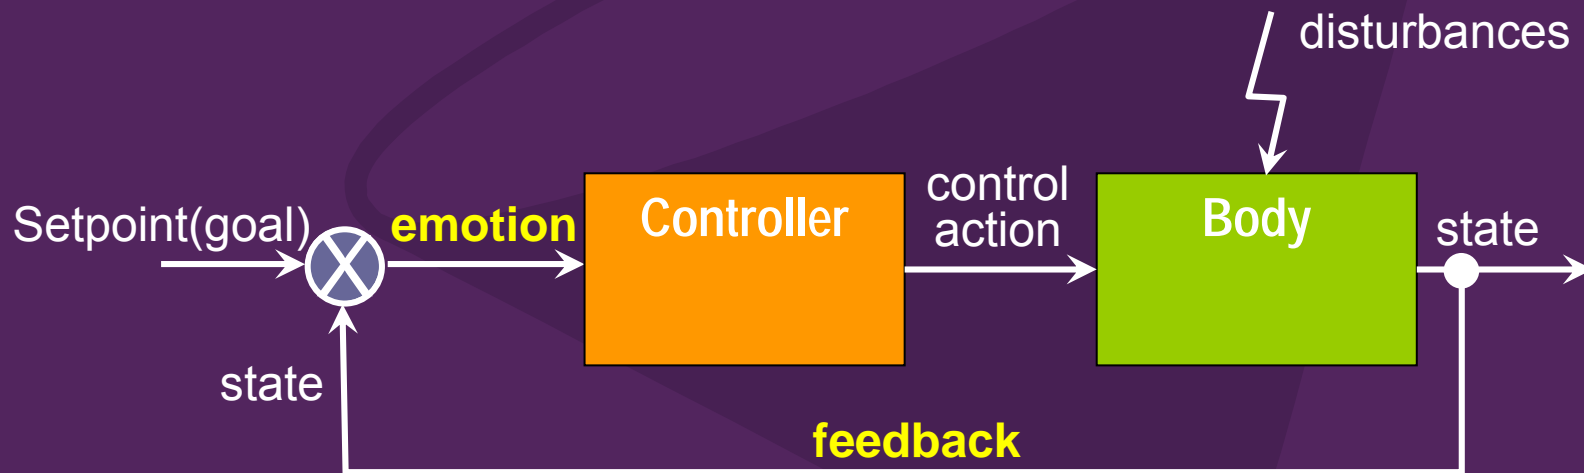 disturbances
Setpoint(goal)
emotion
Controller
control
action
Body
state
state
feedback